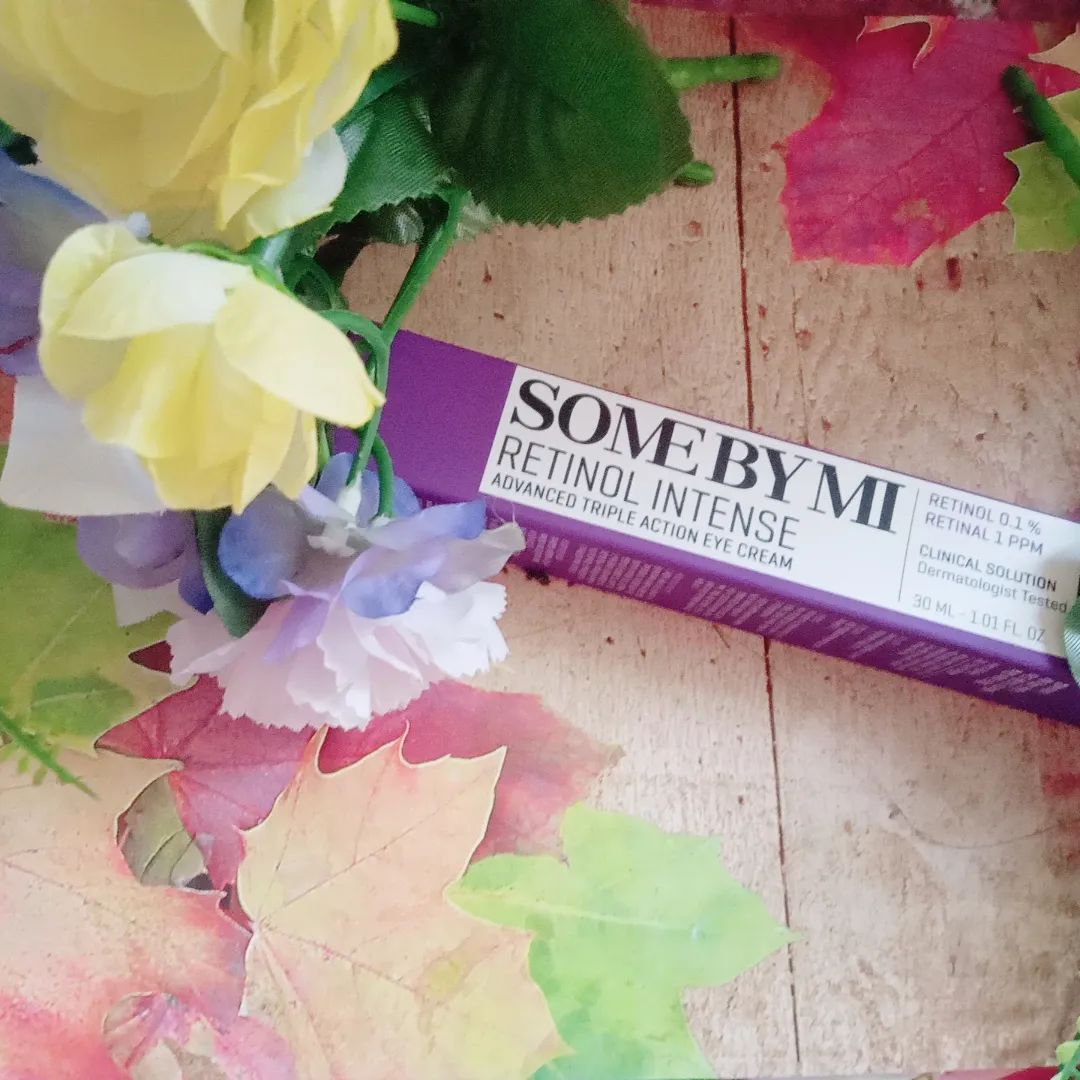 SOME BY MI
RETINOL INTENSE
ADVANCED TRIPLE ACTION EYE CREAM
RETINOL 0.1 %
RETINAL 1 PPM
CLINICAL SOLUTION
Dermatologist Tested
30 ML - 1.01 FL. OZ